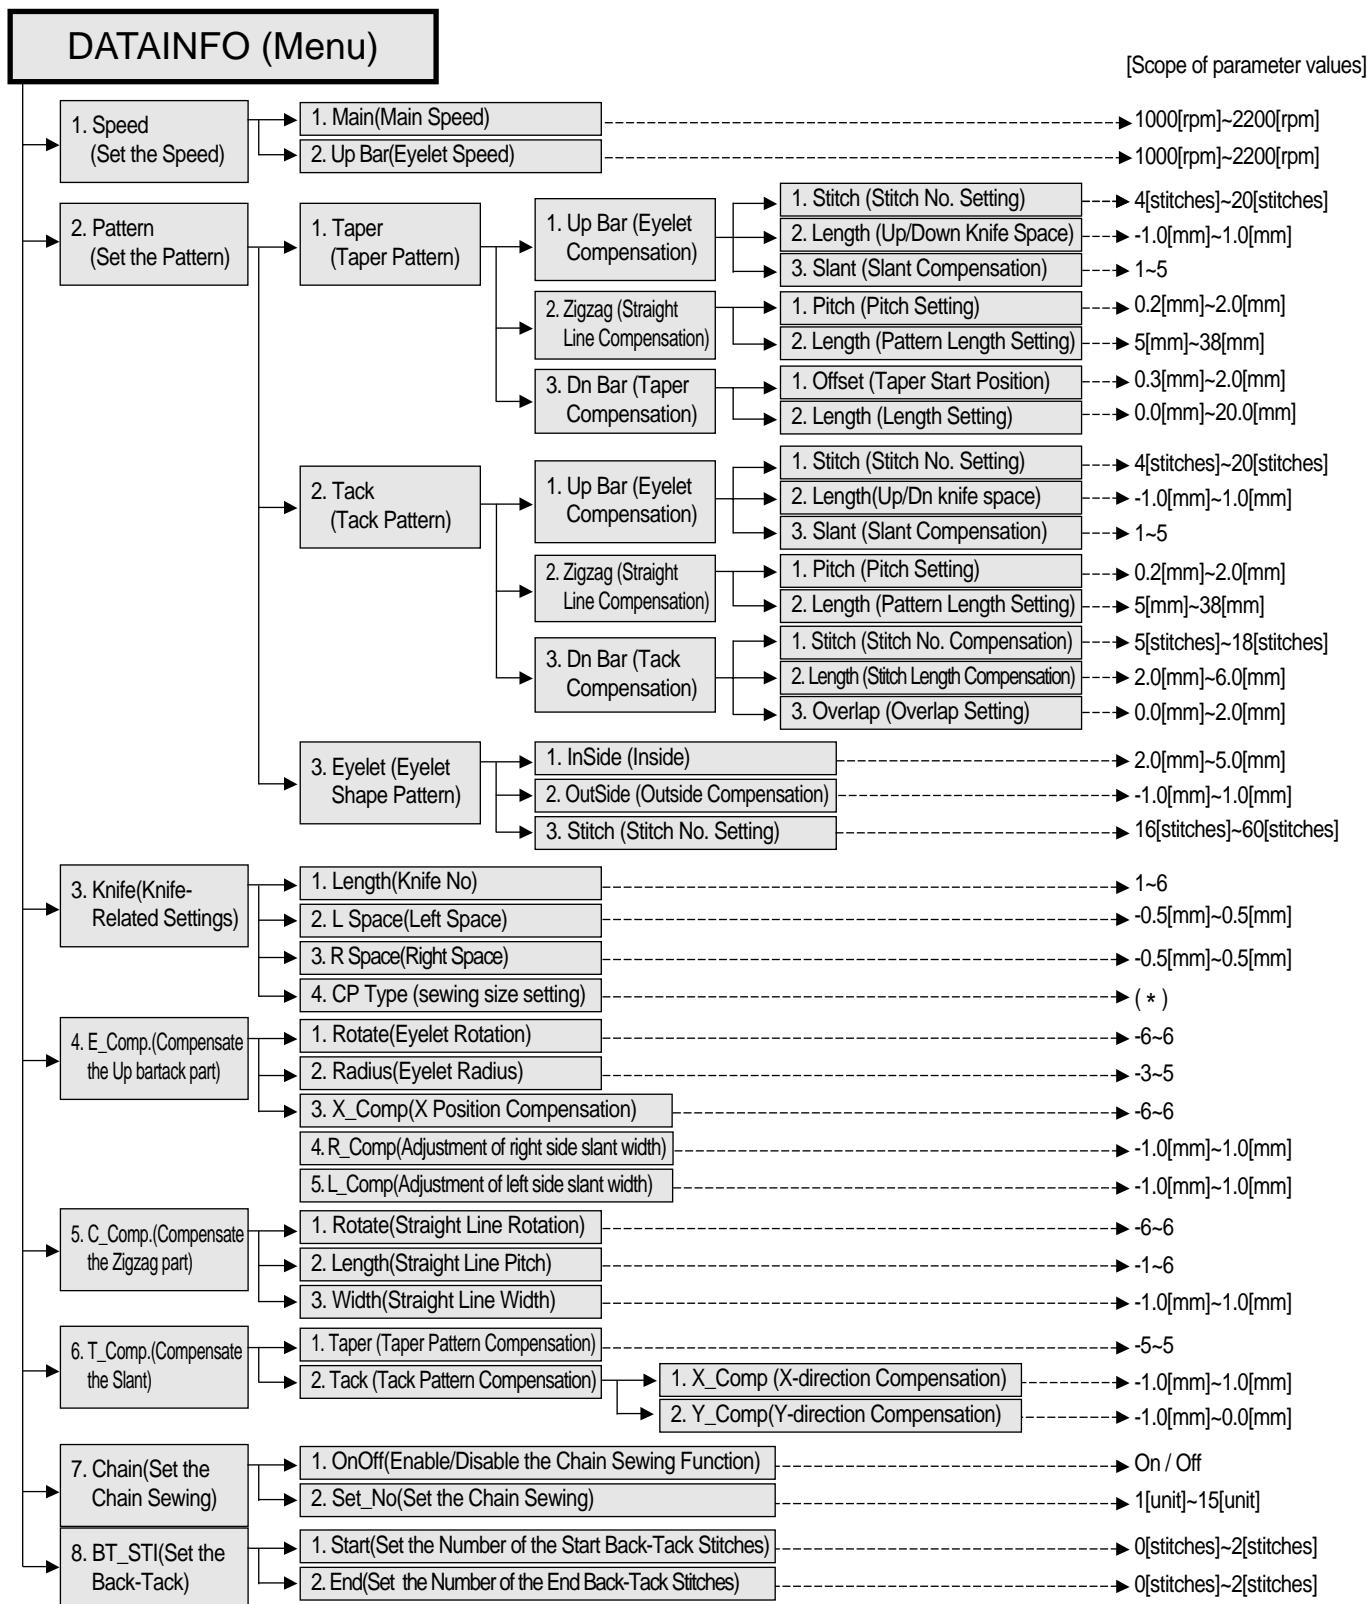 DATAINFO (Menu)
[Scope of parameter values]
1. Speed
(Set the Speed)
1. Main(Main Speed)
1000[rpm]~2200[rpm]
2. Up Bar(Eyelet Speed)
1000[rpm]~2200[rpm]
2. Pattern
(Set the Pattern)
1. Taper
(Taper Pattern)
1. Up Bar (Eyelet
Compensation)
1. Stitch (Stitch No. Setting)
4[stitches]~20[stitches]
2. Length (Up/Down Knife Space)
-1.0[mm]~1.0[mm]
3. Slant (Slant Compensation)
1~5
2. Zigzag (Straight
Line Compensation)
1. Pitch (Pitch Setting)
0.2[mm]~2.0[mm]
2. Length (Pattern Length Setting)
5[mm]~38[mm]
3. Dn Bar (Taper
Compensation)
1. Offset (Taper Start Position)
0.3[mm]~2.0[mm]
2. Length (Length Setting)
0.0[mm]~20.0[mm]
2. Tack
(Tack Pattern)
1. Up Bar (Eyelet
Compensation)
1. Stitch (Stitch No. Setting)
4[stitches]~20[stitches]
2. Length(Up/Dn knife space)
-1.0[mm]~1.0[mm]
3. Slant (Slant Compensation)
1~5
2. Zigzag (Straight
Line Compensation)
1. Pitch (Pitch Setting)
0.2[mm]~2.0[mm]
2. Length (Pattern Length Setting)
5[mm]~38[mm]
3. Dn Bar (Tack
Compensation)
1. Stitch (Stitch No. Compensation)
5[stitches]~18[stitches]
2. Length (Stitch Length Compensation)
2.0[mm]~6.0[mm]
3. Overlap (Overlap Setting)
0.0[mm]~2.0[mm]
3. Eyelet (Eyelet
Shape Pattern)
1. InSide (Inside)
2.0[mm]~5.0[mm]
2. OutSide (Outside Compensation)
-1.0[mm]~1.0[mm]
3. Stitch (Stitch No. Setting)
16[stitches]~60[stitches]
3. Knife(Knife-
Related Settings)
1. Length(Knife No)
1~6
2. L Space(Left Space)
-0.5[mm]~0.5[mm]
3. R Space(Right Space)
-0.5[mm]~0.5[mm]
4. CP Type (sewing size setting)
( * )
4. E_Comp.(Compensate
the Up bartack part)
1. Rotate(Eyelet Rotation)
-6~6
2. Radius(Eyelet Radius)
-3~5
3. X_Comp(X Position Compensation)
-6~6
4. R_Comp(Adjustment of right side slant width)
-1.0[mm]~1.0[mm]
5. L_Comp(Adjustment of left side slant width)
-1.0[mm]~1.0[mm]
5. C_Comp.(Compensate
the Zigzag part)
1. Rotate(Straight Line Rotation)
-6~6
2. Length(Straight Line Pitch)
-1~6
3. Width(Straight Line Width)
-1.0[mm]~1.0[mm]
6. T_Comp.(Compensate
the Slant)
1. Taper (Taper Pattern Compensation)
-5~5
2. Tack (Tack Pattern Compensation)
1. X_Comp (X-direction Compensation)
-1.0[mm]~1.0[mm]
2. Y_Comp(Y-direction Compensation)
-1.0[mm]~0.0[mm]
7. Chain(Set the
Chain Sewing)
1. OnOff(Enable/Disable the Chain Sewing Function)
On / Off
2. Set_No(Set the Chain Sewing)
1[unit]~15[unit]
8. BT_STI(Set the
Back-Tack)
1. Start(Set the Number of the Start Back-Tack Stitches)
0[stitches]~2[stitches]
2. End(Set the Number of the End Back-Tack Stitches)
0[stitches]~2[stitches]